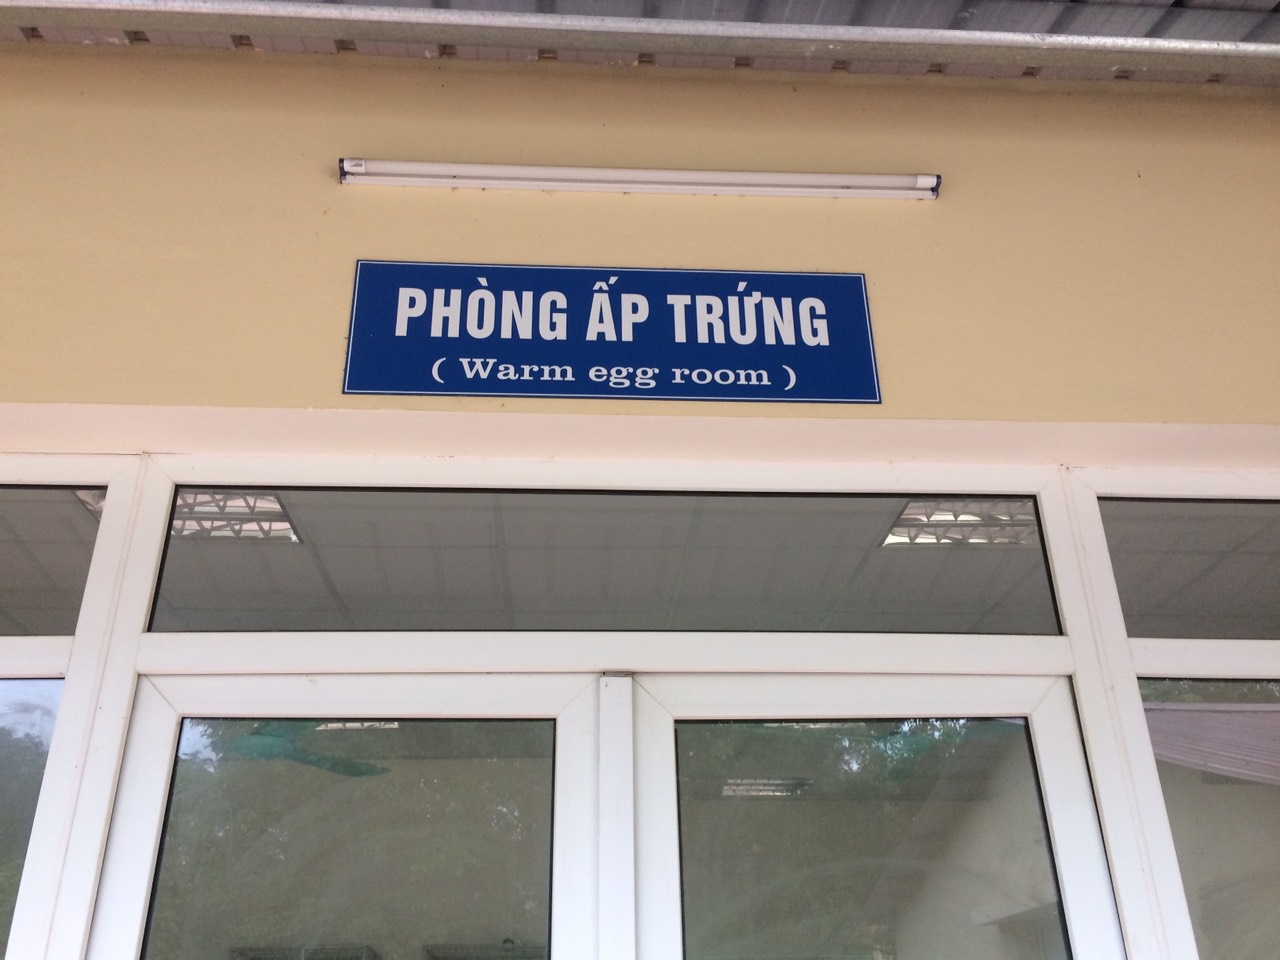 PHÒNG ẤP TRỨNG
( Warm egg room )